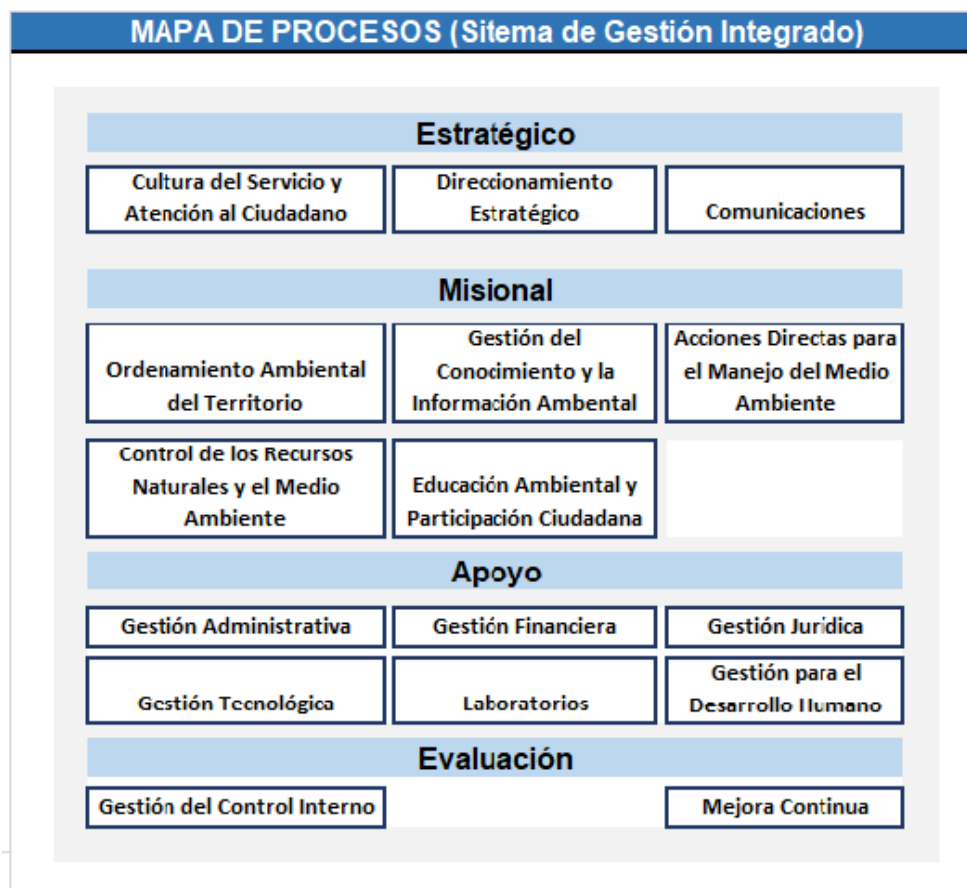 MAPA DE PROCESOS (Sitema de Gestión Integrado)
Estratégico
Cultura del Servicio y
Atención al Ciudadano
Direccionamiento
Estratégico
Comunicaciones
Misional
Ordenamiento Ambiental
del Territorio
Gestión del
Conocimiento y la
Información Ambental
Acciones Directas para
el Manejo del Medio
Ambiente
Control de los Recursos
Naturales y el Medio
Ambiente
Educación Ambiental y
Participación Ciudadana
Apoyo
Gestión Administrativa
Gestión Financiera
Gestión Jurídica
Gestión Tecnológica
Laboratorios
Gestión para el
Desarrollo Humano
Evaluación
Gestión del Control Interno
Mejora Continua